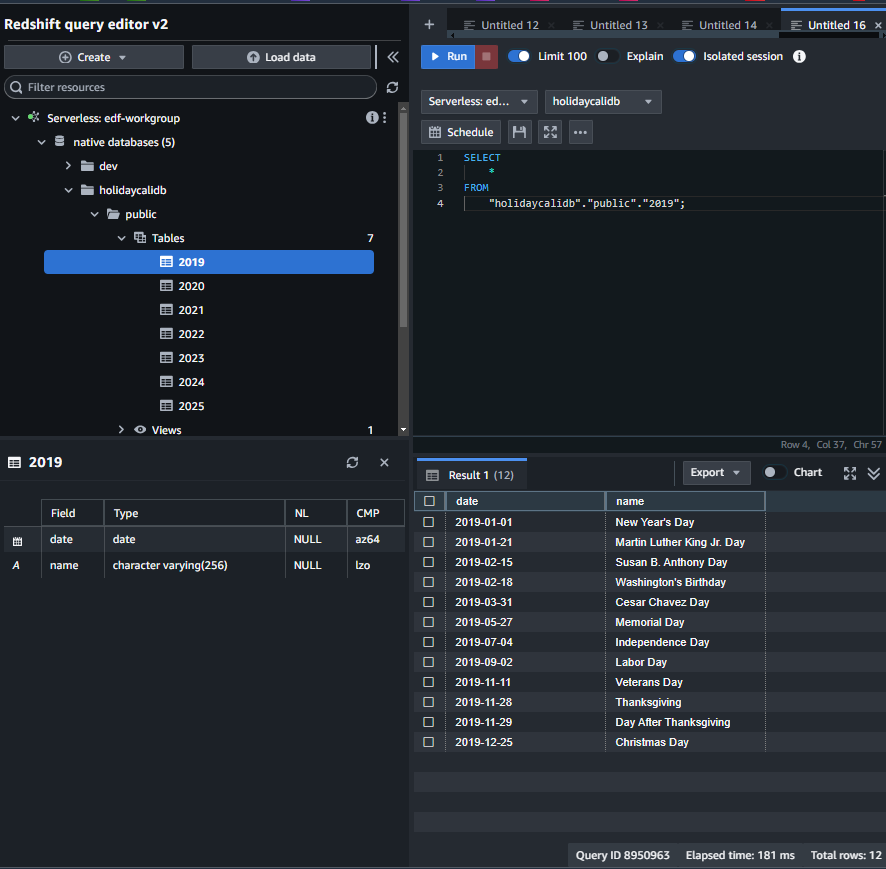 Redshift query editor v2
Create
Load data
Filter resources
Serverless: edf-workgroup
native databases (5)
dev
holidaycalidb
public
Tables 7
2019
2020
2021
2022
2023
2024
2025
Views 1
2019
Field Type NL CMP
date date NULL az64
A name character varying(256) NULL lzo
Untitled 12
Untitled 13
Untitled 14
Untitled 16
Run
Limit 100
Explain
Isolated session
Serverless: ed...
holidaycalidb
Schedule
1 SELECT
2 *
3 FROM
4 "holidaycalidb"."public"."2019";
Row 4, Col 37, Chr 57
Result 1 (12)
Export
Chart
date name
2019-01-01 New Year's Day
2019-01-21 Martin Luther King Jr. Day
2019-02-15 Susan B. Anthony Day
2019-02-18 Washington's Birthday
2019-03-31 Cesar Chavez Day
2019-05-27 Memorial Day
2019-07-04 Independence Day
2019-09-02 Labor Day
2019-11-11 Veterans Day
2019-11-28 Thanksgiving
2019-11-29 Day After Thanksgiving
2019-12-25 Christmas Day
Query ID 8950963 Elapsed time: 181 ms Total rows: 12